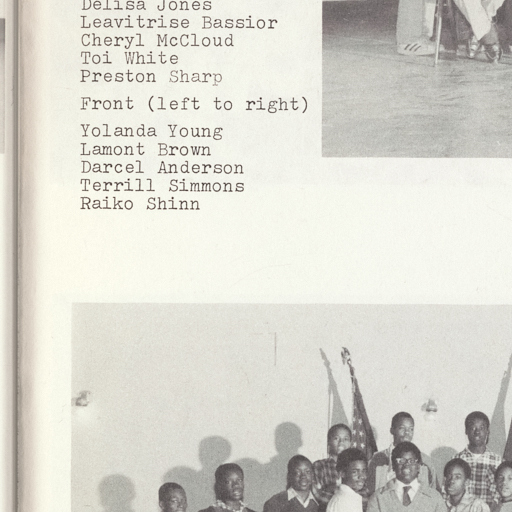 Delisa Jones
Leavitrise Bassior
Cheryl McCloud
Toi White
Preston Sharp
Front (left to right)
Yolanda Young
Lamont Brown
Darcel Anderson
Terrill Simmons
Raiko Shinn